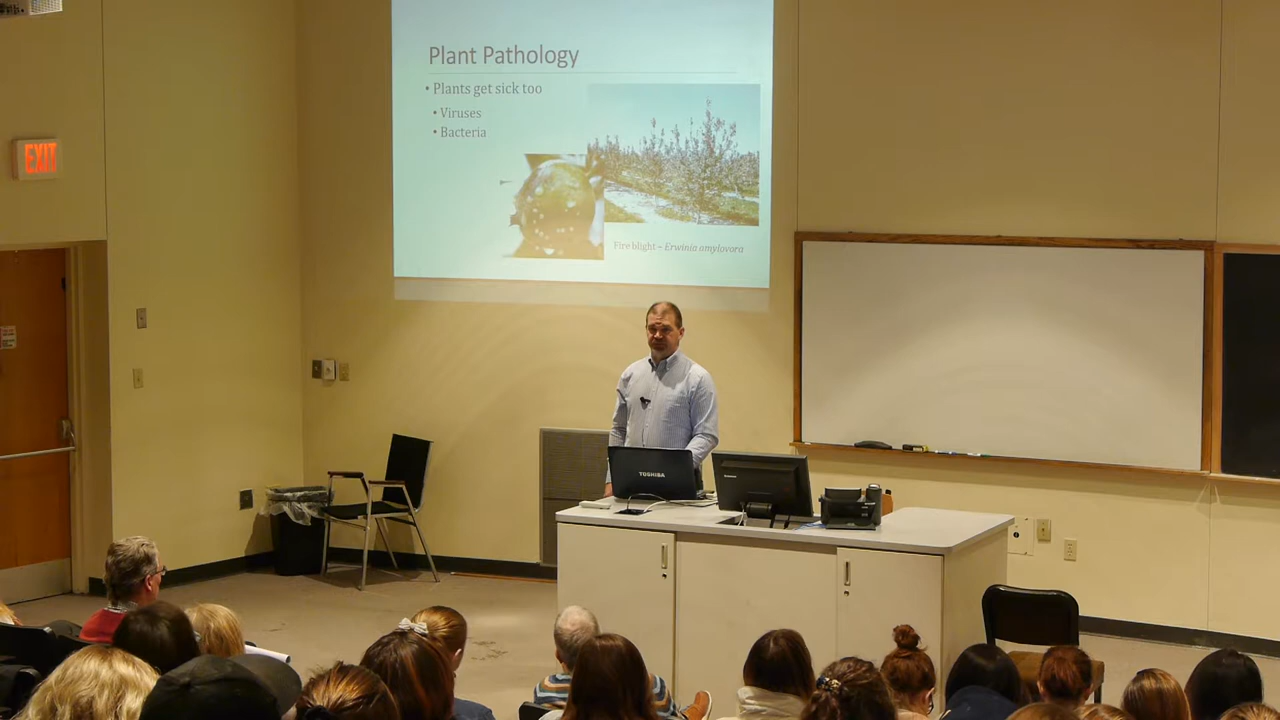 Plant Pathology
• Plants get sick too
• Viruses
• Bacteria
Fire blight – Erwinia amylovora
EXIT
TOSHIBA